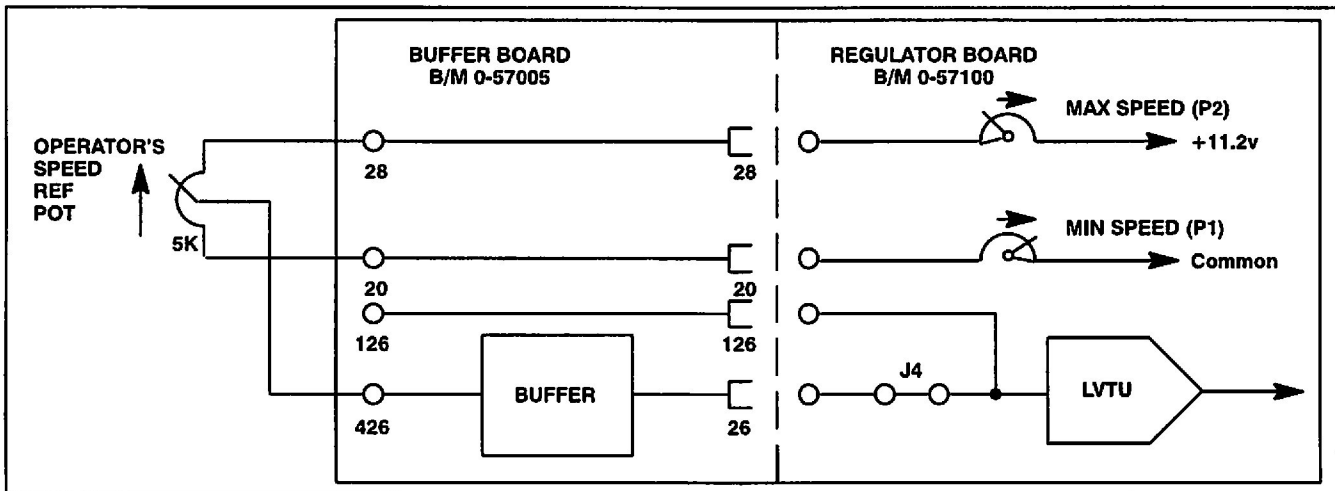 BUFFER BOARD
B/M 0-57005
REGULATOR BOARD
B/M 0-57100
OPERATOR'S
SPEED
REF
POT
5K
28
28
MAX SPEED (P2)
+11.2v
20
20
MIN SPEED (P1)
Common
126
126
426
BUFFER
26
J4
LVTU